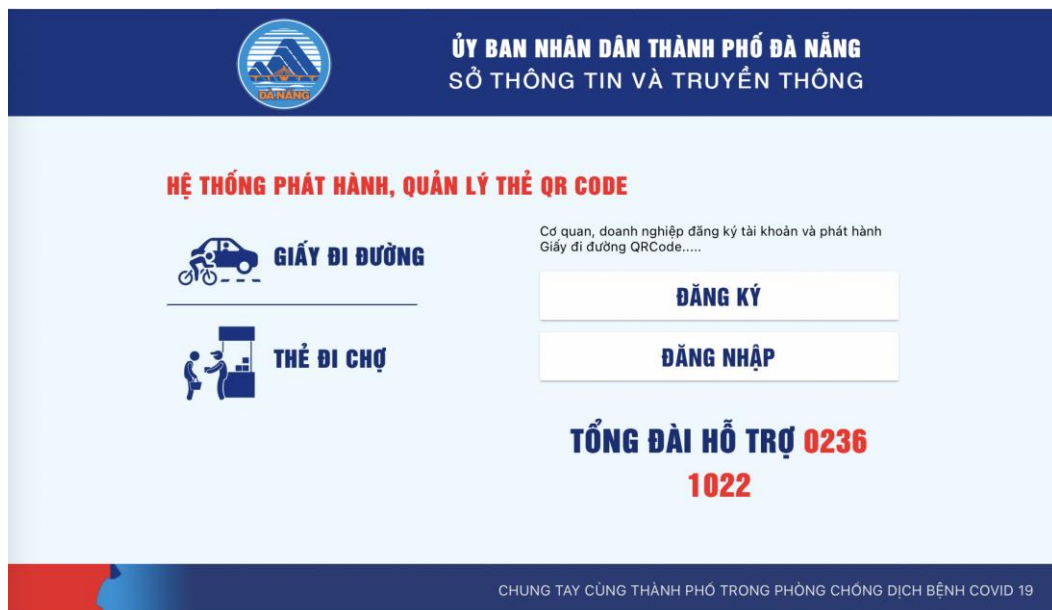 ỦY BAN NHÂN DÂN THÀNH PHỐ ĐÀ NẴNG
SỞ THÔNG TIN VÀ TRUYỀN THÔNG
ĐA-NANG
HỆ THỐNG PHÁT HÀNH, QUẢN LÝ THẺ QR CODE
GIẤY ĐI ĐƯỜNG
THẺ ĐI CHỢ
Cơ quan, doanh nghiệp đăng ký tài khoản và phát hành
Giấy đi đường QRCode.....
ĐĂNG KÝ
ĐĂNG NHẬP
TỔNG ĐÀI HỖ TRỢ 0236
1022
CHUNG TAY CÙNG THÀNH PHỐ TRONG PHÒNG CHỐNG DỊCH BỆNH COVID 19